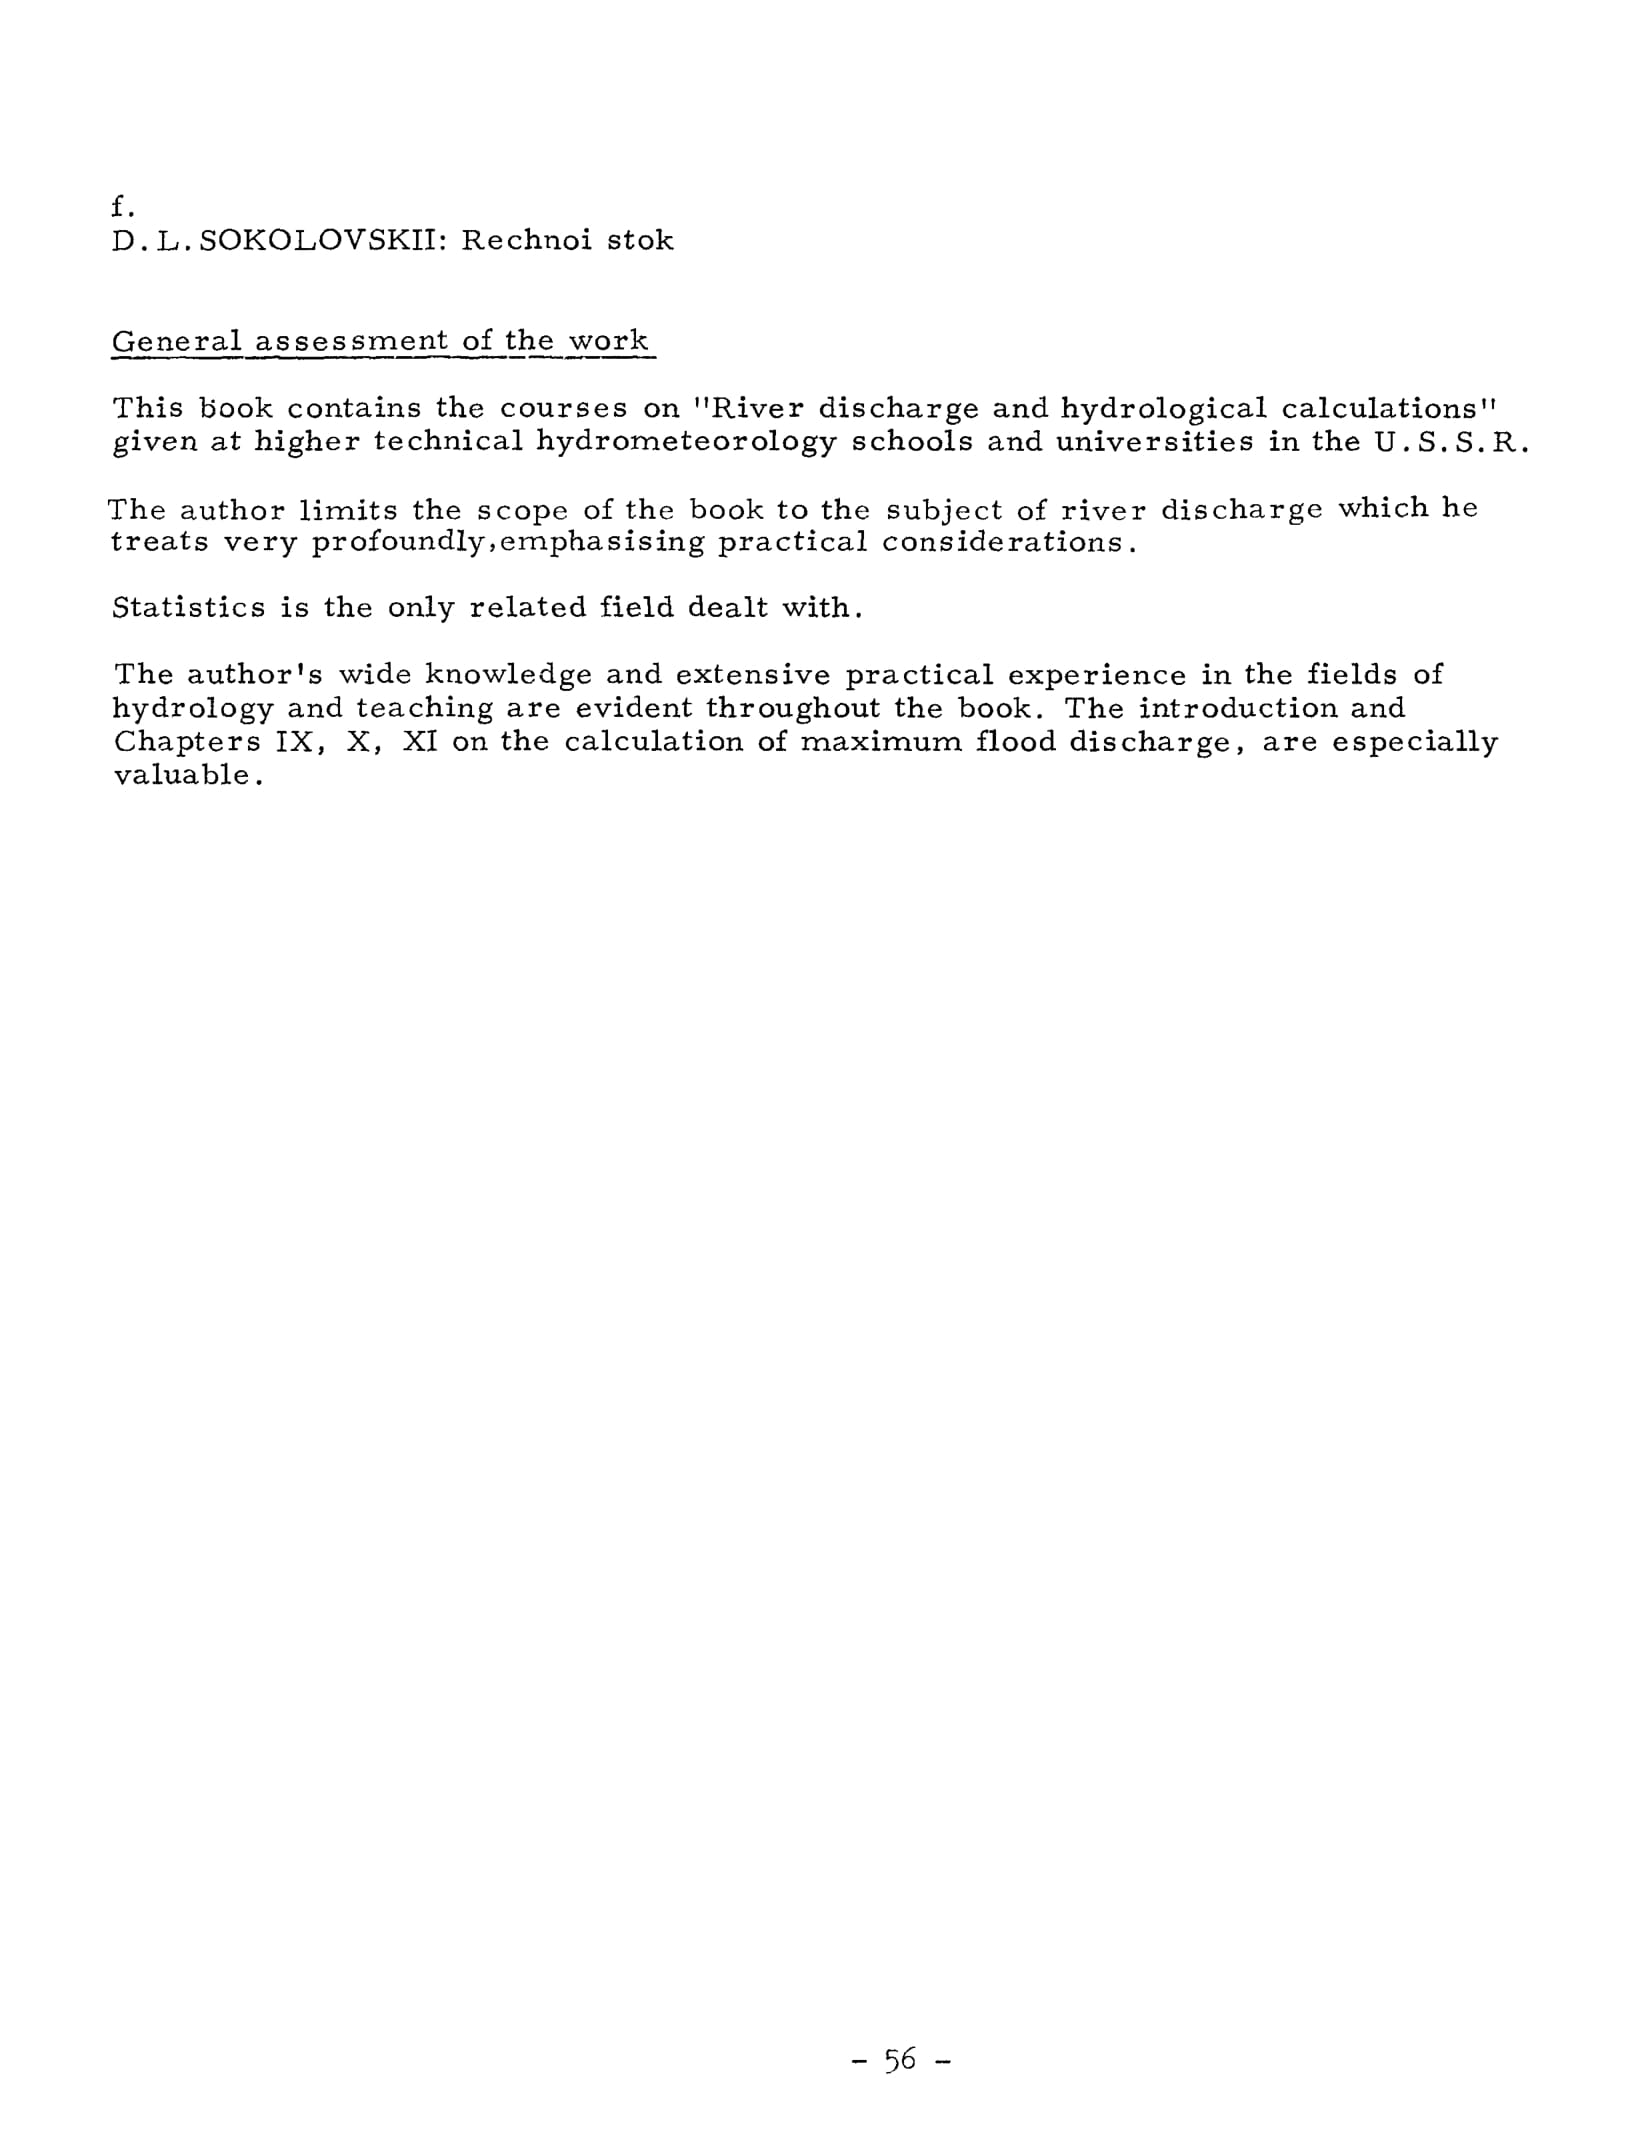 f.
D.L.SOKOLOVSKII: Rechnoi stok
General assessment of the work
This book contains the courses on "River discharge and hydrological calculations"
given at higher technical hydrometeorology schools and universities in the U.S.S.R.
The author limits the scope of the book to the subject of river discharge which he
treats very profoundly,emphasising practical considerations.
Statistics is the only related field dealt with.
The author's wide knowledge and extensive practical experience in the fields of
hydrology and teaching are evident throughout the book. The introduction and
Chapters IX, X, XI on the calculation of maximum flood discharge, are especially
valuable.
- 56 -